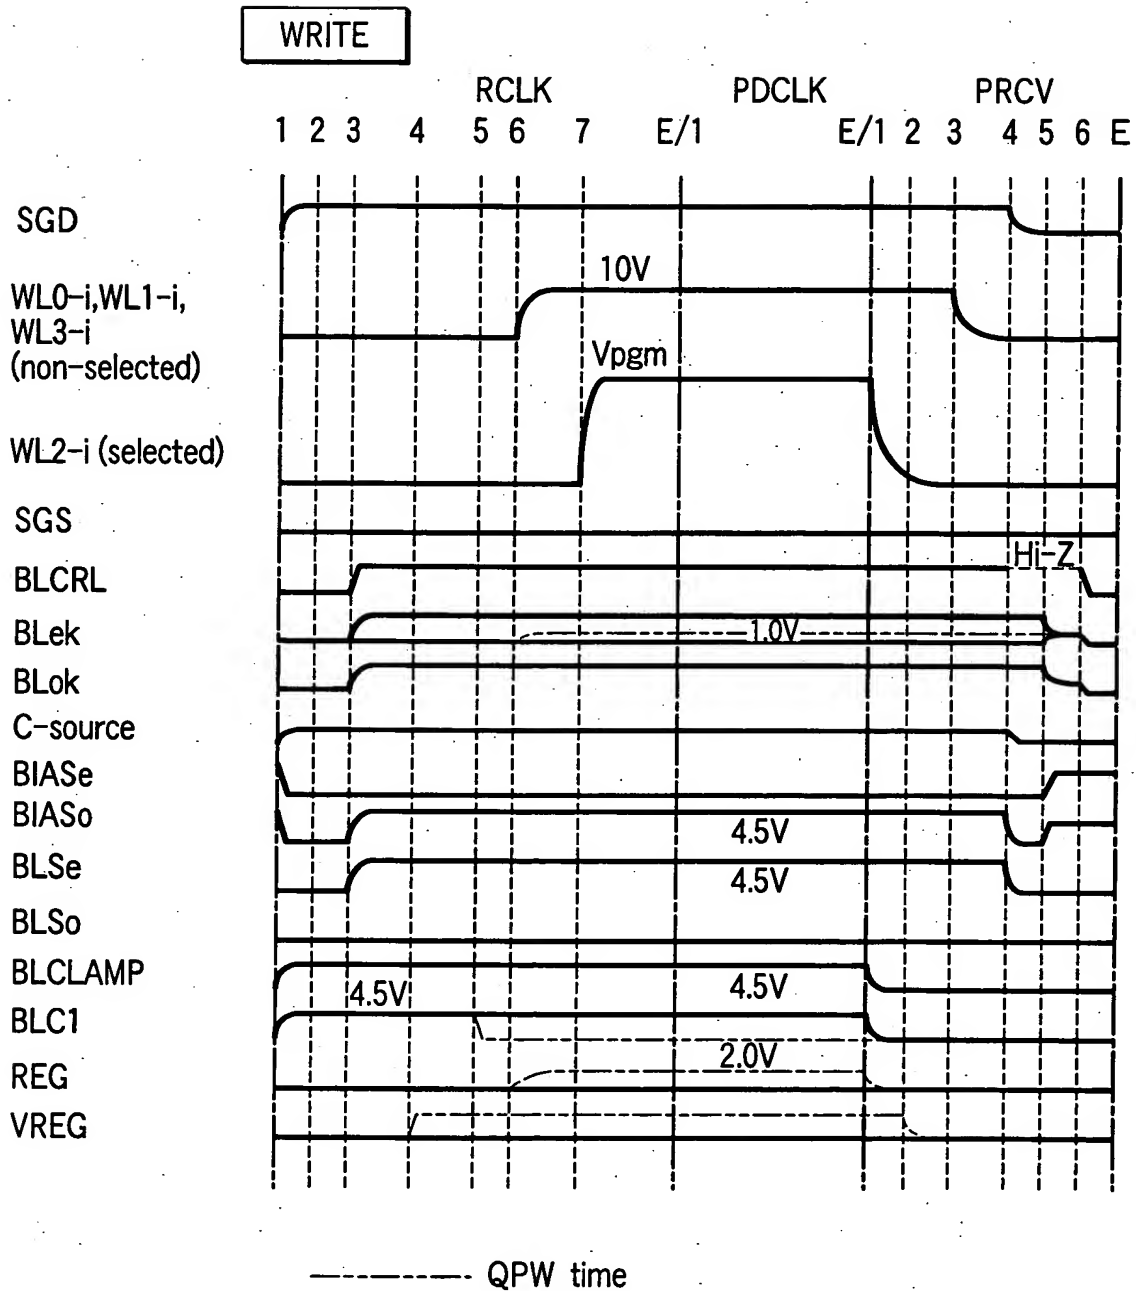 WRITE
RCLK PDCLK PRCV
1 2 3 4 5 6 7 E/1 E/1 2 3 4 5 6 E
SGD
10V
WL0-i,WL1-i,
WL3-i
(non-selected)
Vpgm
WL2-i (selected)
SGS
Hi-Z
BLCRL
BLek 1.0V
BLok
C-source
BIASe
BIASo
4.5V
BLSe
4.5V
BLSo
BLCLAMP
4.5V 4.5V
BLC1
2.0V
REG
VREG
QPW time